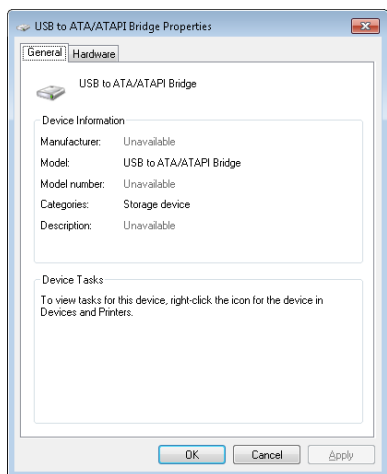 USB to ATA/ATAPI Bridge Properties
General Hardware
USB to ATA/ATAPI Bridge
Device Information
Manufacturer: Unavailable
Model: USB to ATA/ATAPI Bridge
Model number: Unavailable
Categories: Storage device
Description: Unavailable
Device Tasks
To view tasks for this device, right-click the icon for the device in
Devices and Printers.
OK Cancel Apply